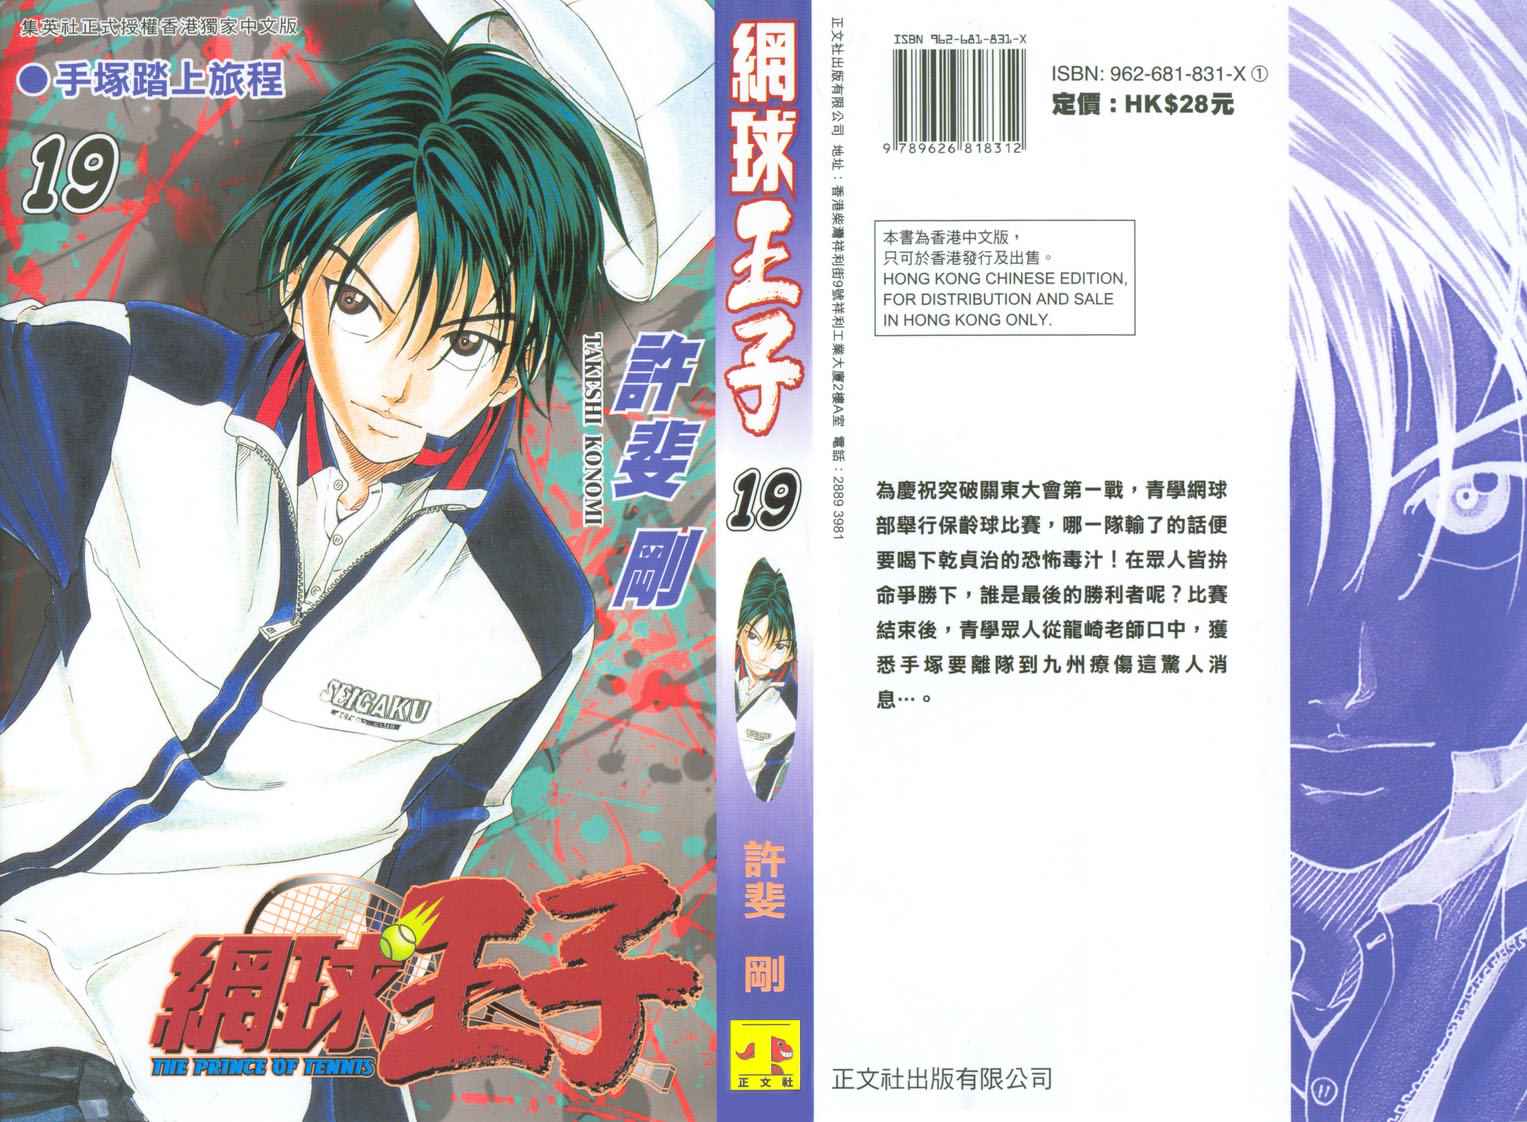 集英社正式授權香港獨家中文版
●手塚踏上旅程
19
許斐 剛
TAKESHI KONOMI
SEIGAKU
網球王子
THE PRINCE OF TENNIS
網球王子
19
許斐 剛
正文社
正文社出版有限公司 地址：香港柴灣祥利街9號祥利工業大廈2樓A室 電話：2889 3981
ISBN 962-681-831-X
9 789626 818312
ISBN: 962-681-831-X ①
定價：HK$28元
本書為香港中文版，
只可於香港發行及出售。
HONG KONG CHINESE EDITION,
FOR DISTRIBUTION AND SALE
IN HONG KONG ONLY.
為慶祝突破關東大會第一戰，青學網球
部舉行保齡球比賽，哪一隊輸了的話便
要喝下乾貞治的恐怖毒汁！在眾人皆拚
命爭勝下，誰是最後的勝利者呢？比賽
結束後，青學眾人從龍崎老師口中，獲
悉手塚要離隊到九州療傷這驚人消
息…。
正文社出版有限公司